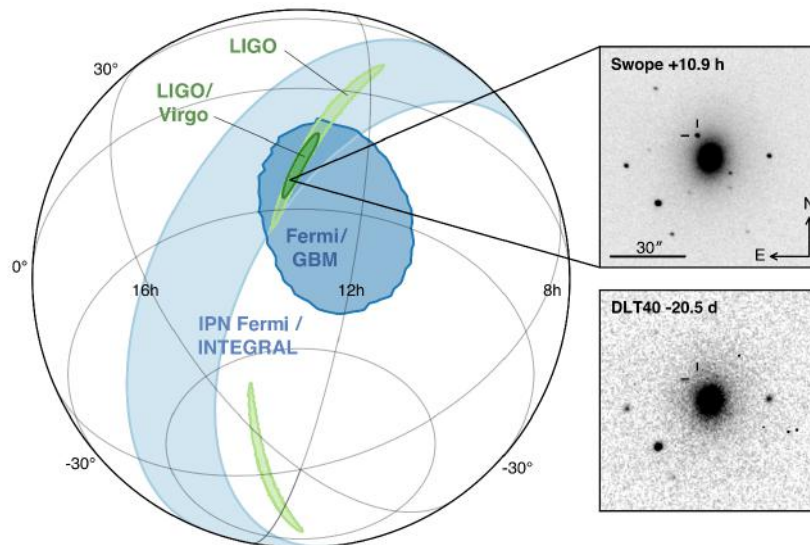 LIGO
LIGO/
Virgo
Fermi/
GBM
IPN Fermi /
INTEGRAL
30°
0°
-30°
-30°
16h
12h
8h
Swope +10.9 h
30"
N
E
DLT40 -20.5 d